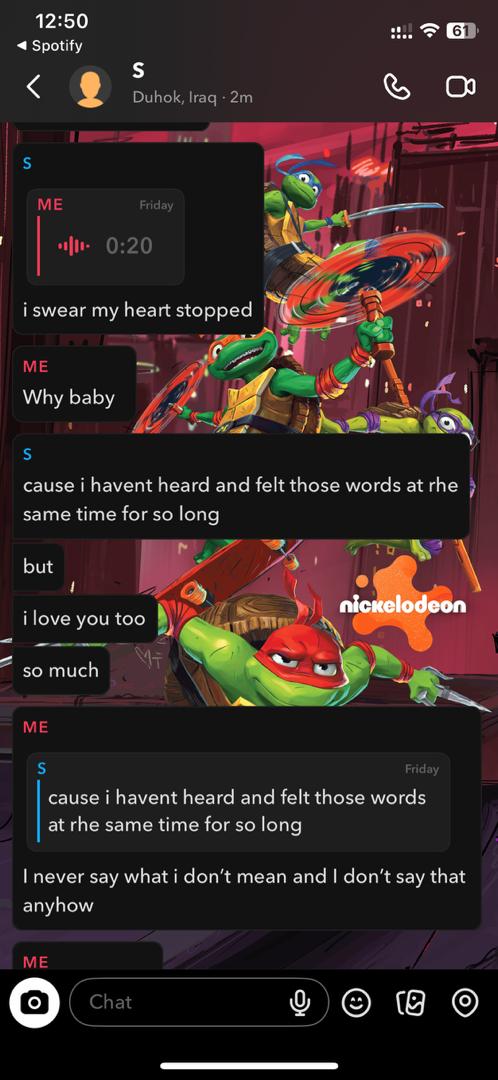 12:50
61
◀ Spotify
S
Duhok, Iraq · 2m
S
ME
Friday
0:20
i swear my heart stopped
ME
Why baby
S
cause i havent heard and felt those words at rhe
same time for so long
but
i love you too
nickelodeon
so much
ME
S
Friday
cause i havent heard and felt those words
at rhe same time for so long
I never say what i don’t mean and I don’t say that
anyhow
ME
Chat